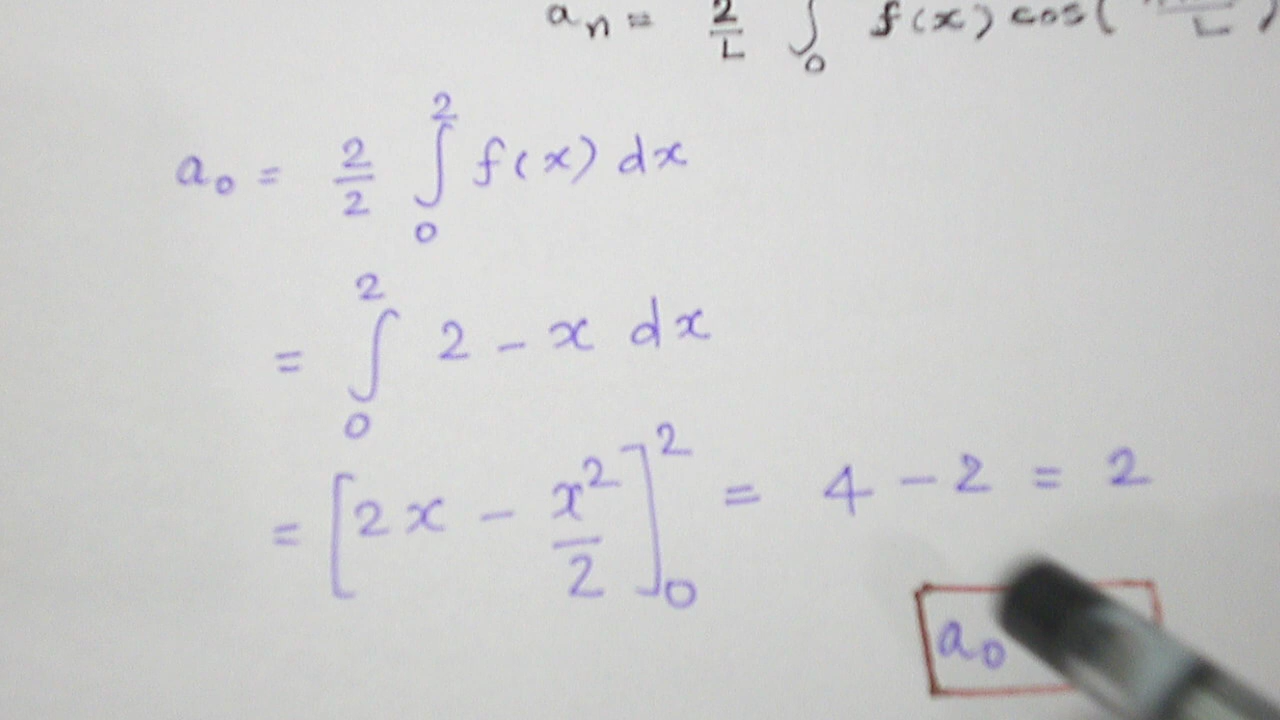 aₙ = 2/L ∫₀ f(x) cos( /L )
a₀ = 2/2 ∫₀² f(x) dx
= ∫₀² 2 - x dx
= [2x - x²/2]₀² = 4 - 2 = 2
a₀